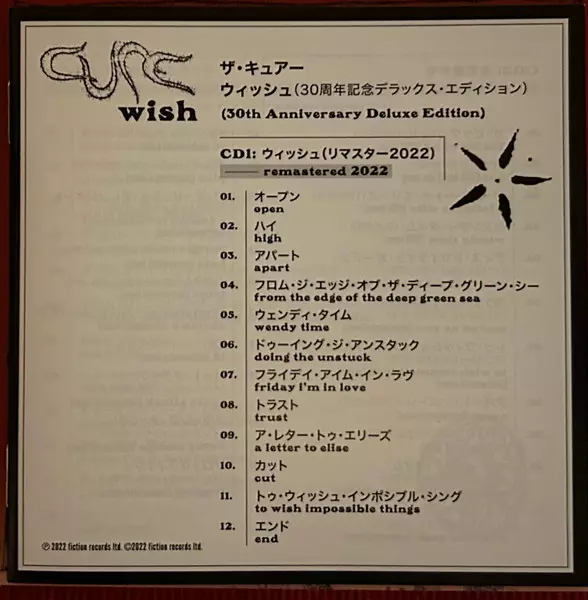 CURE
wish
ザ・キュアー
ウィッシュ(30周年記念デラックス・エディション)
(30th Anniversary Deluxe Edition)
CD1: ウィッシュ(リマスター2022)
remastered 2022
01. オープン
open
02. ハイ
high
03. アパート
apart
04. フロム・ジ・エッジ・オブ・ザ・ディープ・グリーン・シー
from the edge of the deep green sea
05. ウェンディ・タイム
wendy time
06. ドゥーイング・ジ・アンスタック
doing the unstuck
07. フライデイ・アイム・イン・ラヴ
friday i'm in love
08. トラスト
trust
09. ア・レター・トゥ・エリーズ
a letter to elise
10. カット
cut
11. トゥ・ウィッシュ・インポシブル・シング
to wish impossible things
12. エンド
end
Ⓟ 2022 fiction records ltd. ©2022 fiction records ltd.